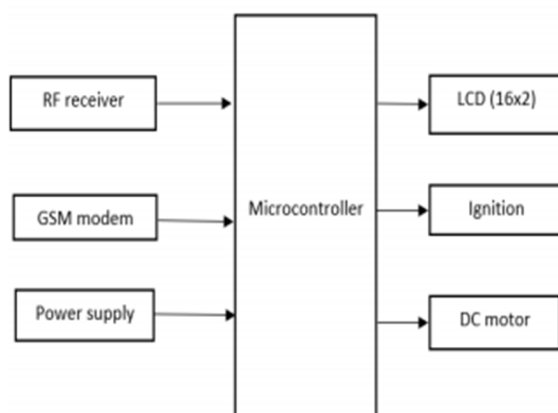 RF receiver
GSM modem
Power supply
Microcontroller
LCD (16x2)
Ignition
DC motor